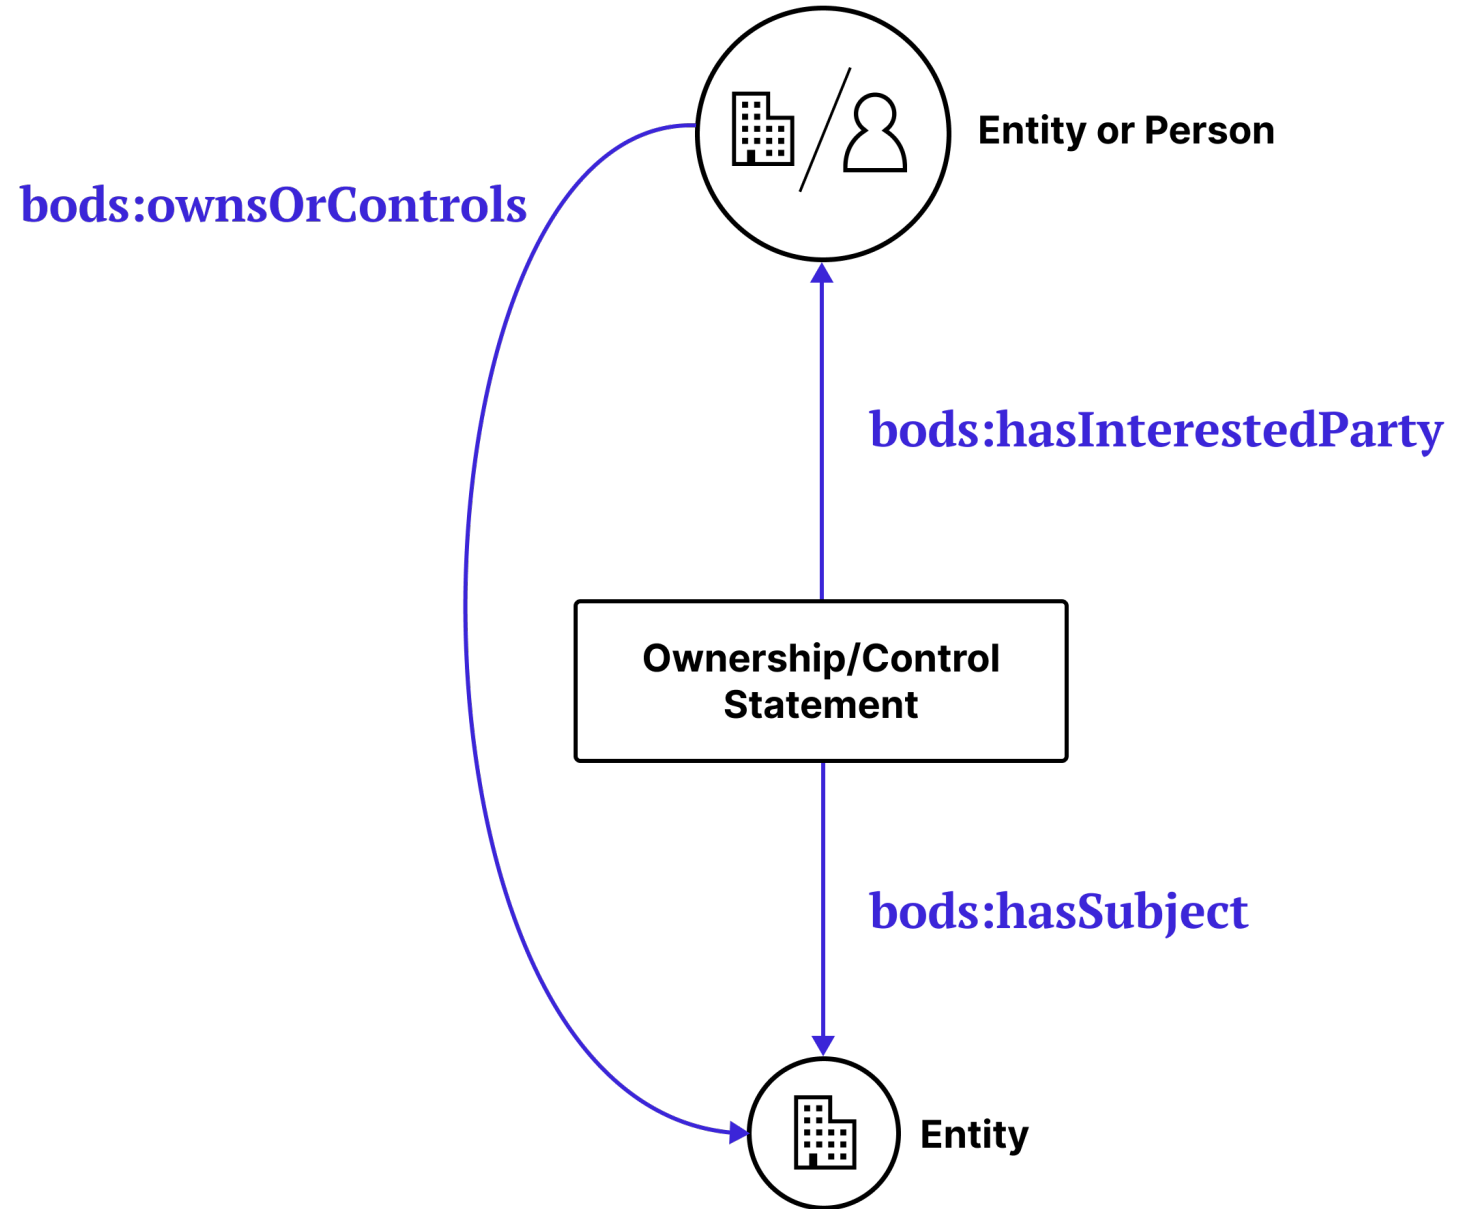 Entity or Person
bods:ownsOrControls
bods:hasInterestedParty
Ownership/Control
Statement
bods:hasSubject
Entity